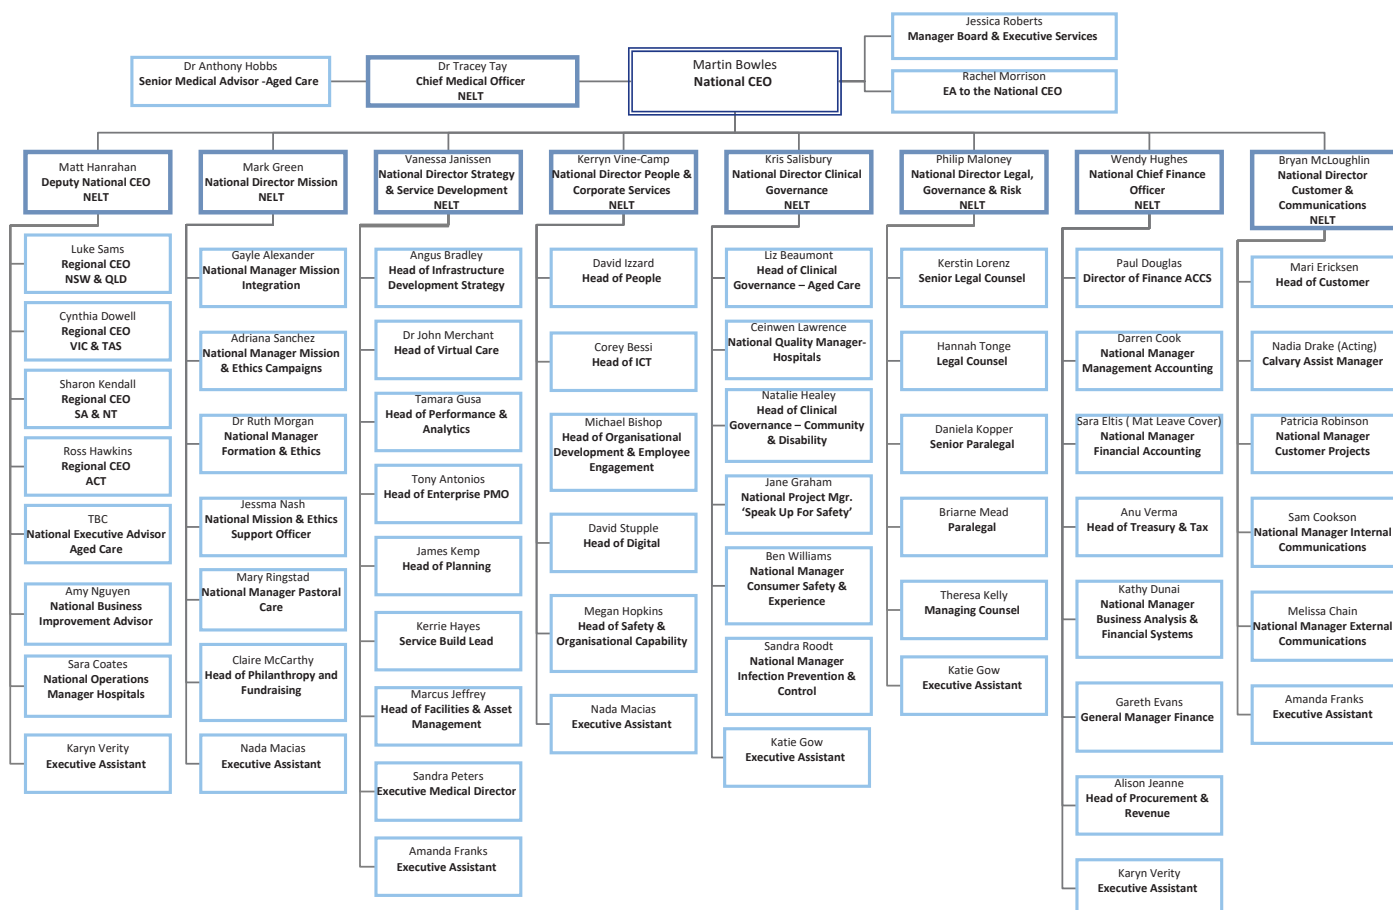 Jessica Roberts
Manager Board & Executive Services
Dr Anthony Hobbs
Senior Medical Advisor -Aged Care
Dr Tracey Tay
Chief Medical Officer
NELT
Martin Bowles
National CEO
Rachel Morrison
EA to the National CEO
Matt Hanrahan
Deputy National CEO
NELT
Luke Sams
Regional CEO
NSW & QLD
Cynthia Dowell
Regional CEO
VIC & TAS
Sharon Kendall
Regional CEO
SA & NT
Ross Hawkins
Regional CEO
ACT
TBC
National Executive Advisor
Aged Care
Amy Nguyen
National Business
Improvement Advisor
Sara Coates
National Operations
Manager Hospitals
Karyn Verity
Executive Assistant
Mark Green
National Director Mission
NELT
Gayle Alexander
National Manager Mission
Integration
Adriana Sanchez
National Manager Mission
& Ethics Campaigns
Dr Ruth Morgan
National Manager
Formation & Ethics
Jessma Nash
National Mission & Ethics
Support Officer
Mary Ringstad
National Manager Pastoral
Care
Claire McCarthy
Head of Philanthropy and
Fundraising
Nada Macias
Executive Assistant
Vanessa Janissen
National Director Strategy
& Service Development
NELT
Angus Bradley
Head of Infrastructure
Development Strategy
Dr John Merchant
Head of Virtual Care
Tamara Gusa
Head of Performance &
Analytics
Tony Antonios
Head of Enterprise PMO
James Kemp
Head of Planning
Kerrie Hayes
Service Build Lead
Marcus Jeffrey
Head of Facilities & Asset
Management
Sandra Peters
Executive Medical Director
Amanda Franks
Executive Assistant
Kerryn Vine-Camp
National Director People &
Corporate Services
NELT
David Izzard
Head of People
Corey Bessi
Head of ICT
Michael Bishop
Head of Organisational
Development & Employee
Engagement
David Stupple
Head of Digital
Megan Hopkins
Head of Safety &
Organisational Capability
Nada Macias
Executive Assistant
Kris Salisbury
National Director Clinical
Governance
NELT
Liz Beaumont
Head of Clinical
Governance – Aged Care
Ceinwen Lawrence
National Quality Manager-
Hospitals
Natalie Healey
Head of Clinical
Governance – Community
& Disability
Jane Graham
National Project Mgr.
‘Speak Up For Safety’
Ben Williams
National Manager
Consumer Safety &
Experience
Sandra Roodt
National Manager
Infection Prevention &
Control
Katie Gow
Executive Assistant
Philip Maloney
National Director Legal,
Governance & Risk
NELT
Kerstin Lorenz
Senior Legal Counsel
Hannah Tonge
Legal Counsel
Daniela Kopper
Senior Paralegal
Briarne Mead
Paralegal
Theresa Kelly
Managing Counsel
Katie Gow
Executive Assistant
Wendy Hughes
National Chief Finance
Officer
NELT
Paul Douglas
Director of Finance ACCS
Darren Cook
National Manager
Management Accounting
Sara Eltis ( Mat Leave Cover)
National Manager
Financial Accounting
Anu Verma
Head of Treasury & Tax
Kathy Dunai
National Manager
Business Analysis &
Financial Systems
Gareth Evans
General Manager Finance
Alison Jeanne
Head of Procurement &
Revenue
Karyn Verity
Executive Assistant
Bryan McLoughlin
National Director
Customer &
Communications
NELT
Mari Ericksen
Head of Customer
Nadia Drake (Acting)
Calvary Assist Manager
Patricia Robinson
National Manager
Customer Projects
Sam Cookson
National Manager Internal
Communications
Melissa Chain
National Manager External
Communications
Amanda Franks
Executive Assistant